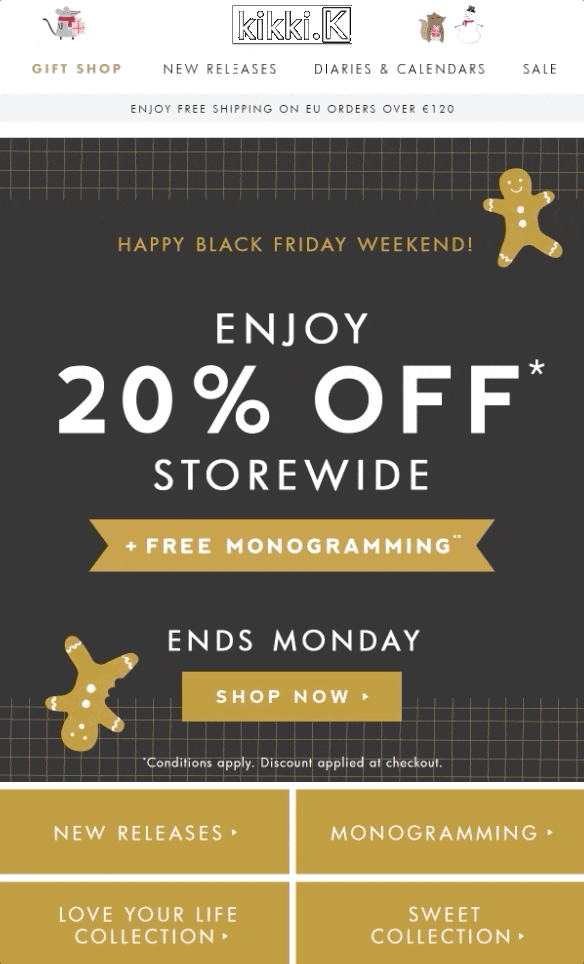 kikki.K
GIFT SHOP NEW RELEASES DIARIES & CALENDARS SALE
ENJOY FREE SHIPPING ON EU ORDERS OVER €120
HAPPY BLACK FRIDAY WEEKEND!
ENJOY
20% OFF*
STOREWIDE
+ FREE MONOGRAMMING**
ENDS MONDAY
SHOP NOW ▸
*Conditions apply. Discount applied at checkout.
NEW RELEASES ▸
MONOGRAMMING ▸
LOVE YOUR LIFE
COLLECTION ▸
SWEET
COLLECTION ▸